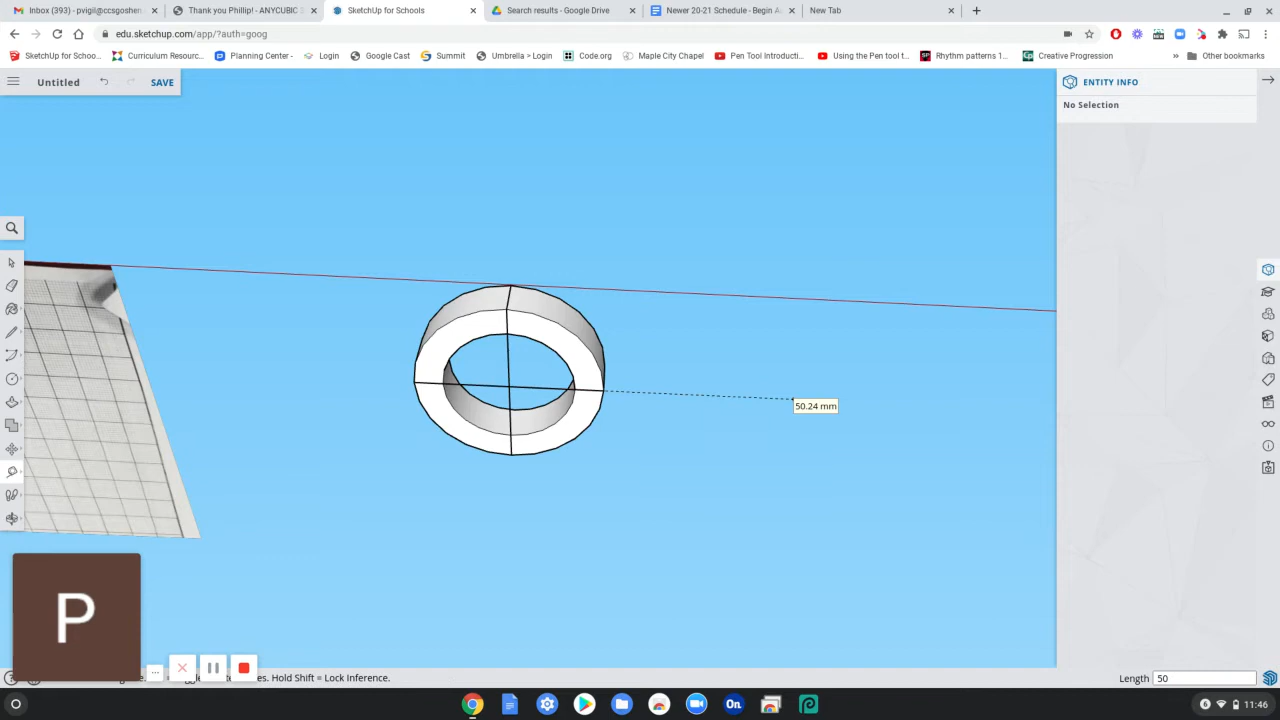 Inbox (393) - pvigil@ccsgoshen
Thank you Phillip! - ANYCUBIC
SketchUp for Schools
Search results - Google Drive
Newer 20-21 Schedule - Begin A
New Tab
edu.sketchup.com/app/?auth=goog
SketchUp for Schoo...
Curriculum Resourc...
Planning Center -
Login
Google Cast
Summit
Umbrella > Login
Code.org
Maple City Chapel
Pen Tool Introducti...
Using the Pen tool t...
Rhythm patterns 1...
Creative Progression
»
Other bookmarks
Untitled
SAVE
ENTITY INFO
No Selection
50.24 mm
P
...
es. Hold Shift = Lock Inference.
Length 50
On
6
11:46